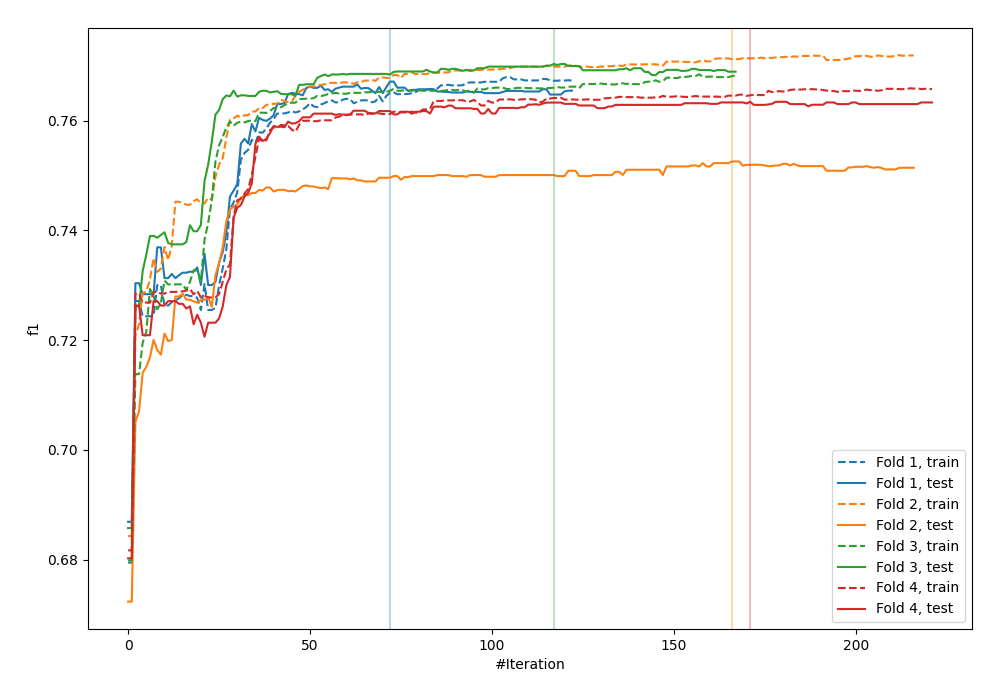 0.76
0.74
0.72
0.70
0.68
f1
0
50
100
150
200
#Iteration
Fold 1, train
Fold 1, test
Fold 2, train
Fold 2, test
Fold 3, train
Fold 3, test
Fold 4, train
Fold 4, test